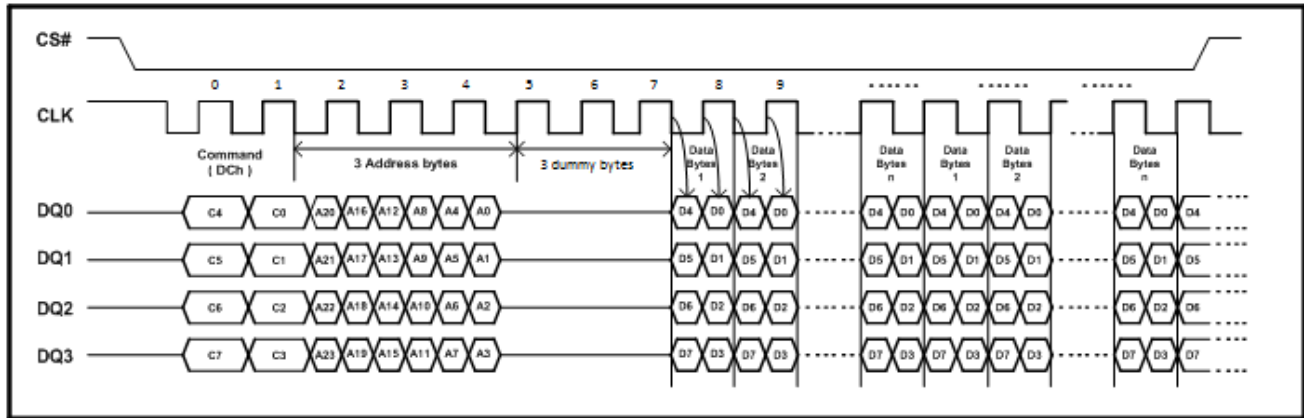 CS#
0 1 2 3 4 5 6 7 8 9 ....... ....... .......
CLK
Command
( DCh )
3 Address bytes
3 dummy bytes
Data
Bytes
1
Data
Bytes
2
Data
Bytes
n
Data
Bytes
1
Data
Bytes
2
Data
Bytes
n
DQ0 C4 C0 A20 A16 A12 A8 A4 A0 D4 D0 D4 D0 D4 D0 D4 D0 D4 D0 D4 D0 D4
DQ1 C5 C1 A21 A17 A13 A9 A5 A1 D5 D1 D5 D1 D5 D1 D5 D1 D5 D1 D5 D1 D5
DQ2 C6 C2 A22 A18 A14 A10 A6 A2 D6 D2 D6 D2 D6 D2 D6 D2 D6 D2 D6 D2 D6
DQ3 C7 C3 A23 A19 A15 A11 A7 A3 D7 D3 D7 D3 D7 D3 D7 D3 D7 D3 D7 D3 D7